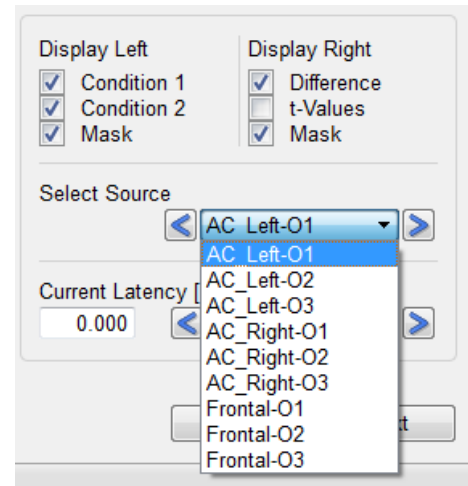 Display Left
Display Right
Condition 1
Difference
Condition 2
t-Values
Mask
Mask
Select Source
AC_Left-O1
AC_Left-O1
AC_Left-O2
AC_Left-O3
AC_Right-O1
AC_Right-O2
AC_Right-O3
Frontal-O1
Frontal-O2
Frontal-O3
Current Latency [
0.000